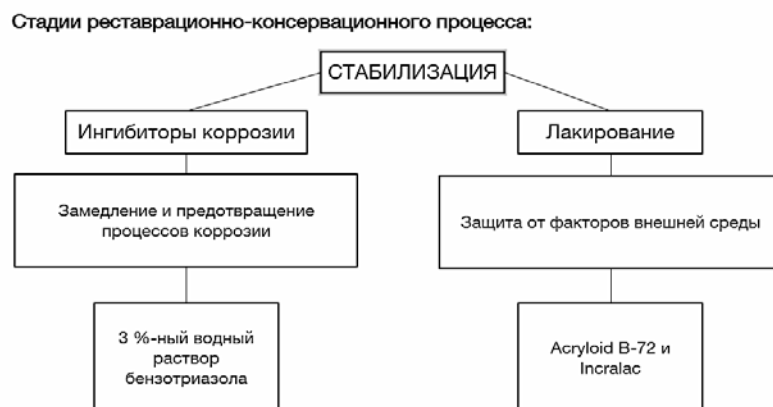 Стадии реставрационно-консервационного процесса:
СТАБИЛИЗАЦИЯ
Ингибиторы коррозии
Лакирование
Замедление и предотвращение
процессов коррозии
Защита от факторов внешней среды
3 %-ный водный
раствор
бензотриазола
Acryloid B-72 и
Incralac